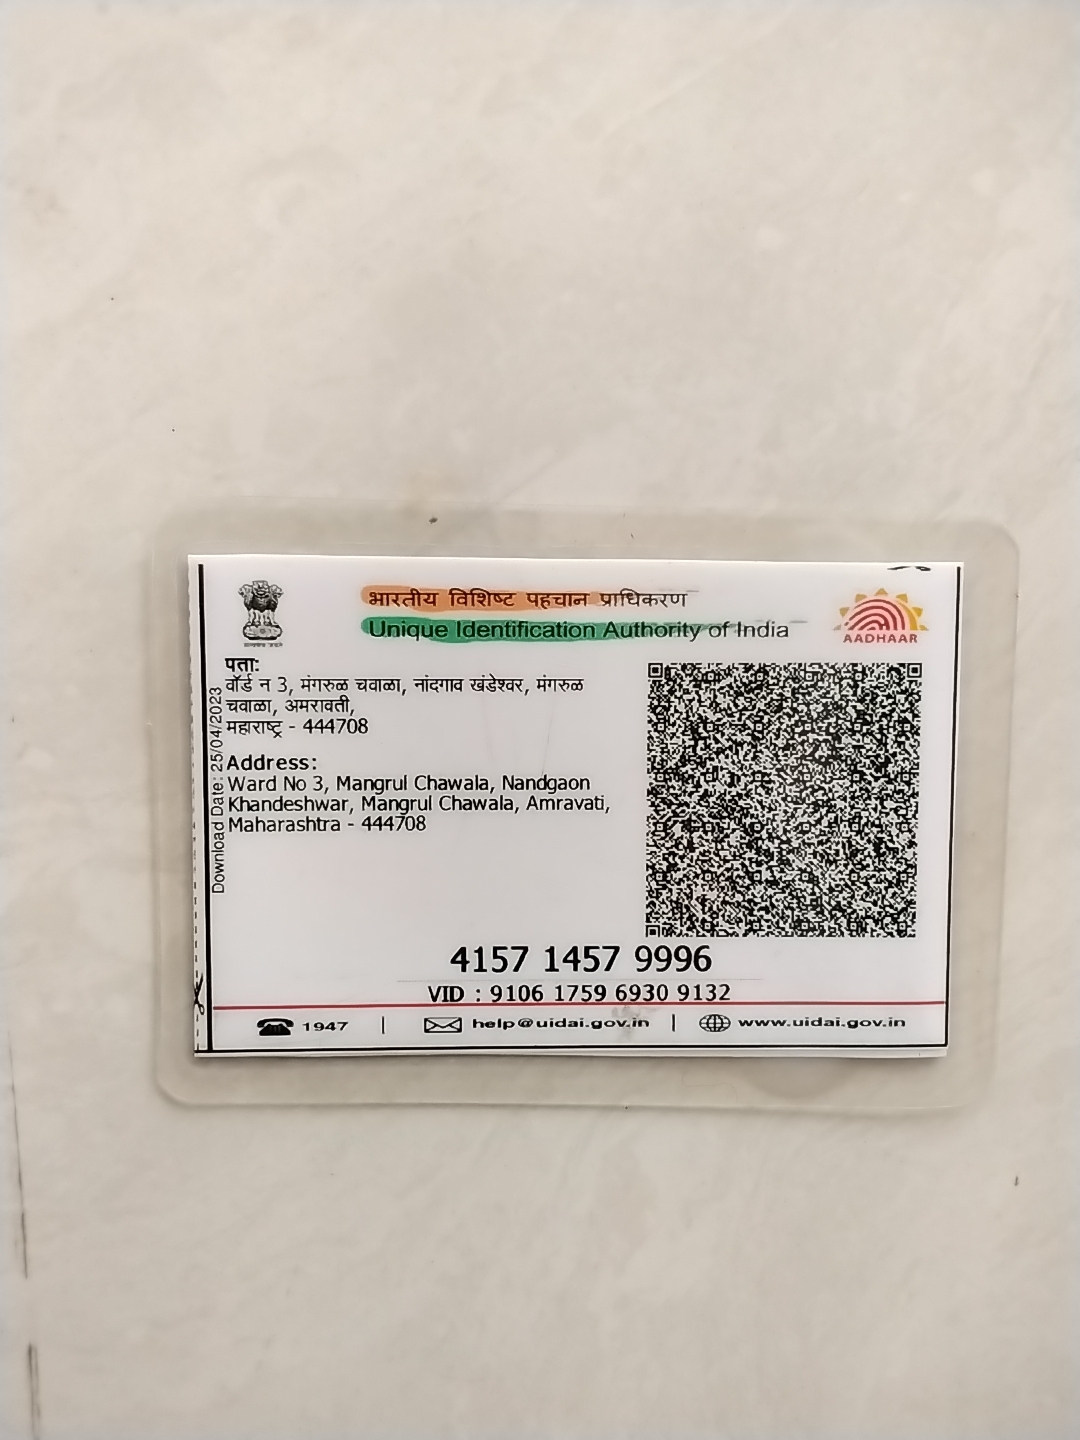 भारतीय विशिष्ट पहचान प्राधिकरण
Unique Identification Authority of India
AADHAAR
पता:
वॉर्ड न 3, मंगरुळ चवाळा, नांदगाव खंडेश्वर, मंगरुळ
चवाळा, अमरावती,
महाराष्ट्र - 444708
Address:
Ward No 3, Mangrul Chawala, Nandgaon
Khandeshwar, Mangrul Chawala, Amravati,
Maharashtra - 444708
Download Date: 25/04/2023
4157 1457 9996
VID : 9106 1759 6930 9132
1947 | help@uidai.gov.in | www.uidai.gov.in